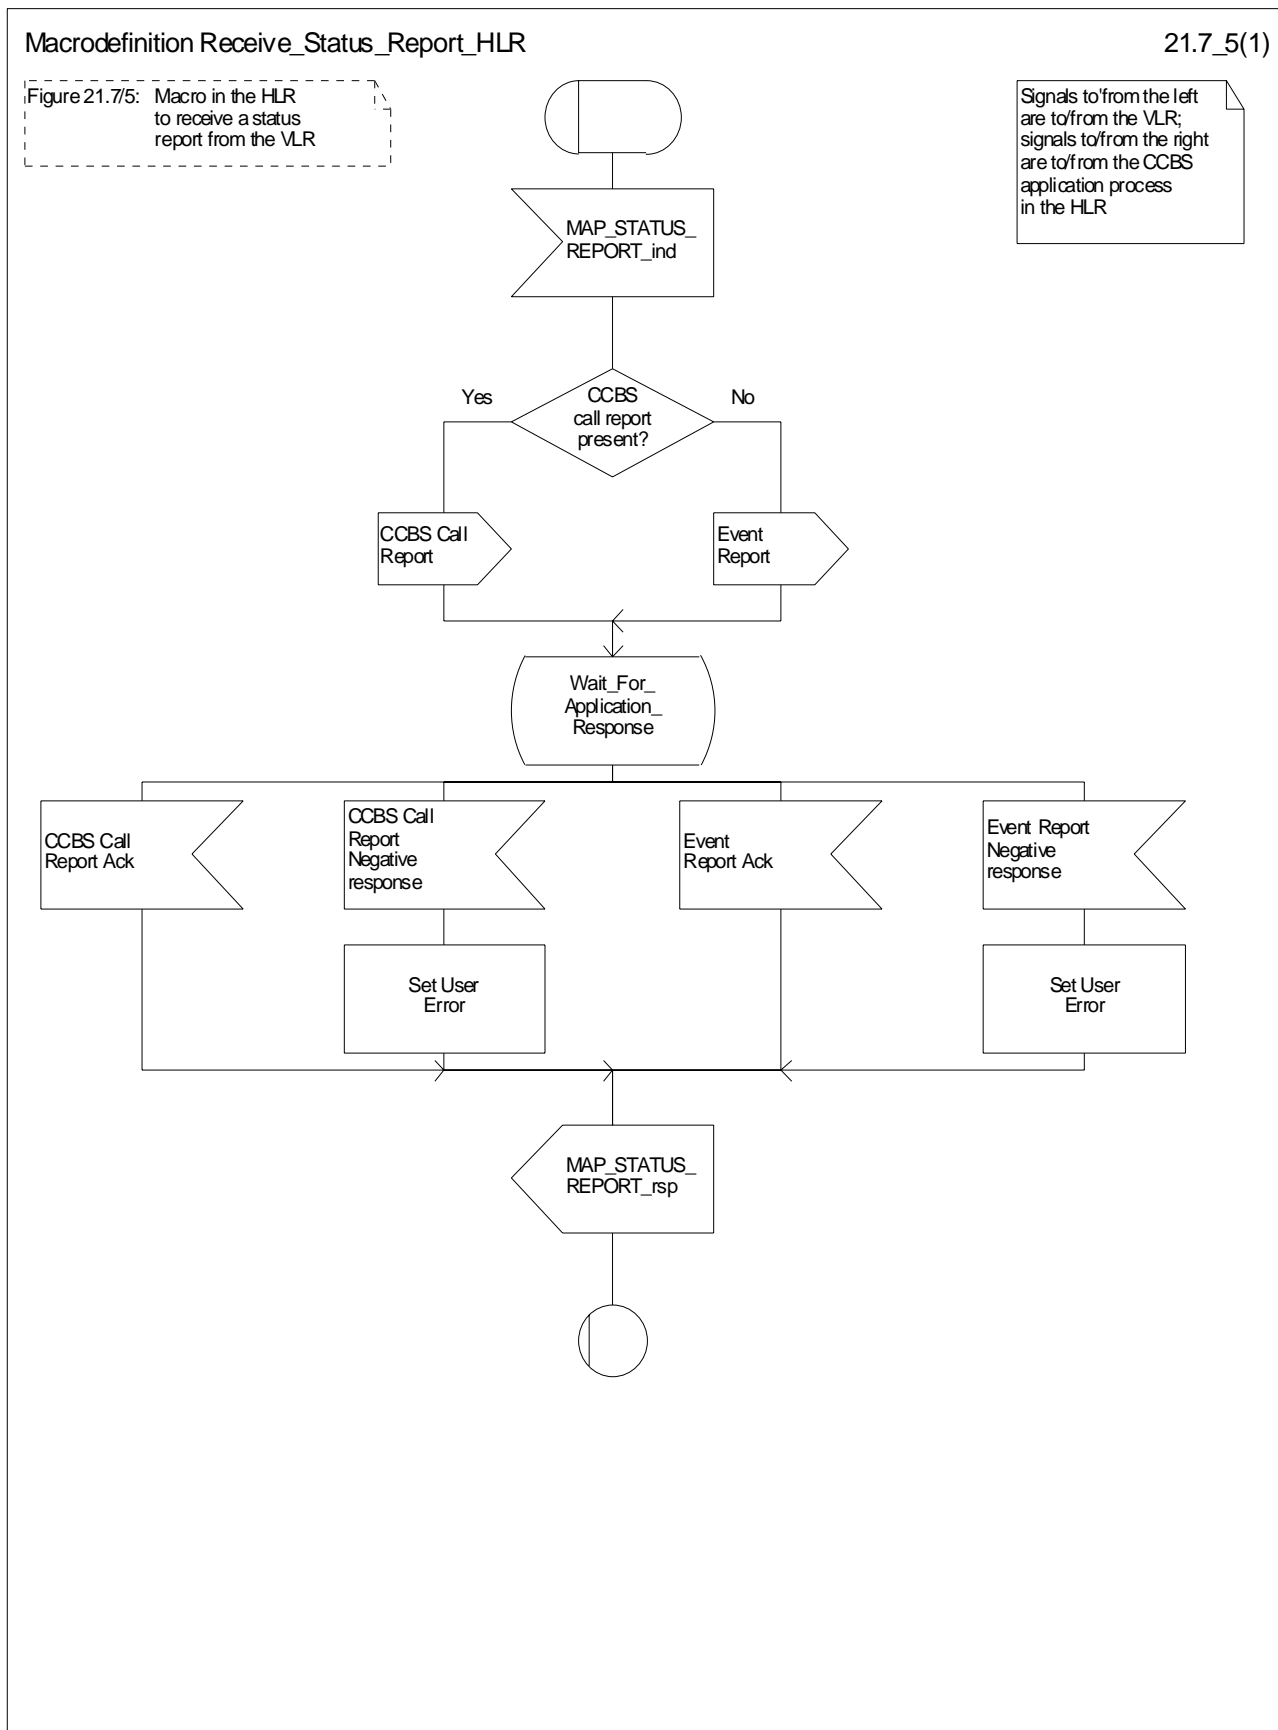 Macrodefinition Receive_Status_Report_HLR
21.7_5(1)
Figure 21.7/5: Macro in the HLR
to receive a status
report from the VLR
Signals to'from the left
are to/from the VLR;
signals to/from the right
are to/from the CCBS
application process
in the HLR
MAP_STATUS_
REPORT_ind
Yes
CCBS
call report
present?
No
CCBS Call
Report
Event
Report
Wait_For_
Application_
Response
CCBS Call
Report Ack
CCBS Call
Report
Negative
response
Event
Report Ack
Event Report
Negative
response
Set User
Error
Set User
Error
MAP_STATUS_
REPORT_rsp